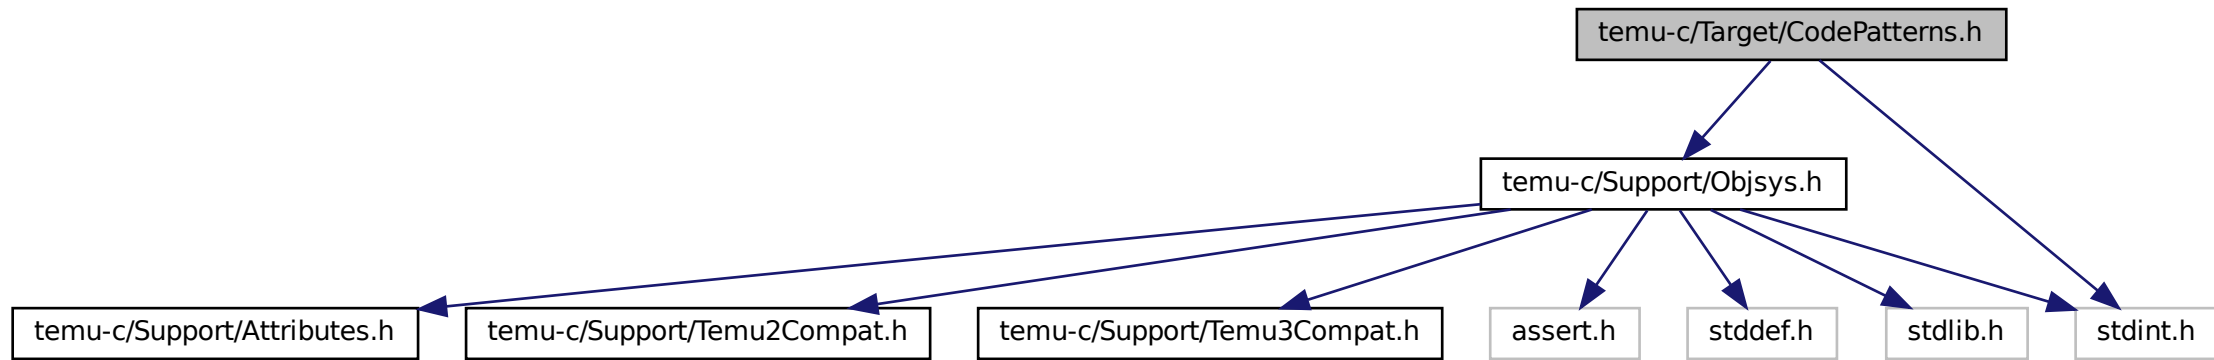 temu-c/Target/CodePatterns.h
temu-c/Support/Objsys.h
temu-c/Support/Attributes.h
temu-c/Support/Temu2Compat.h
temu-c/Support/Temu3Compat.h
assert.h
stddef.h
stdlib.h
stdint.h